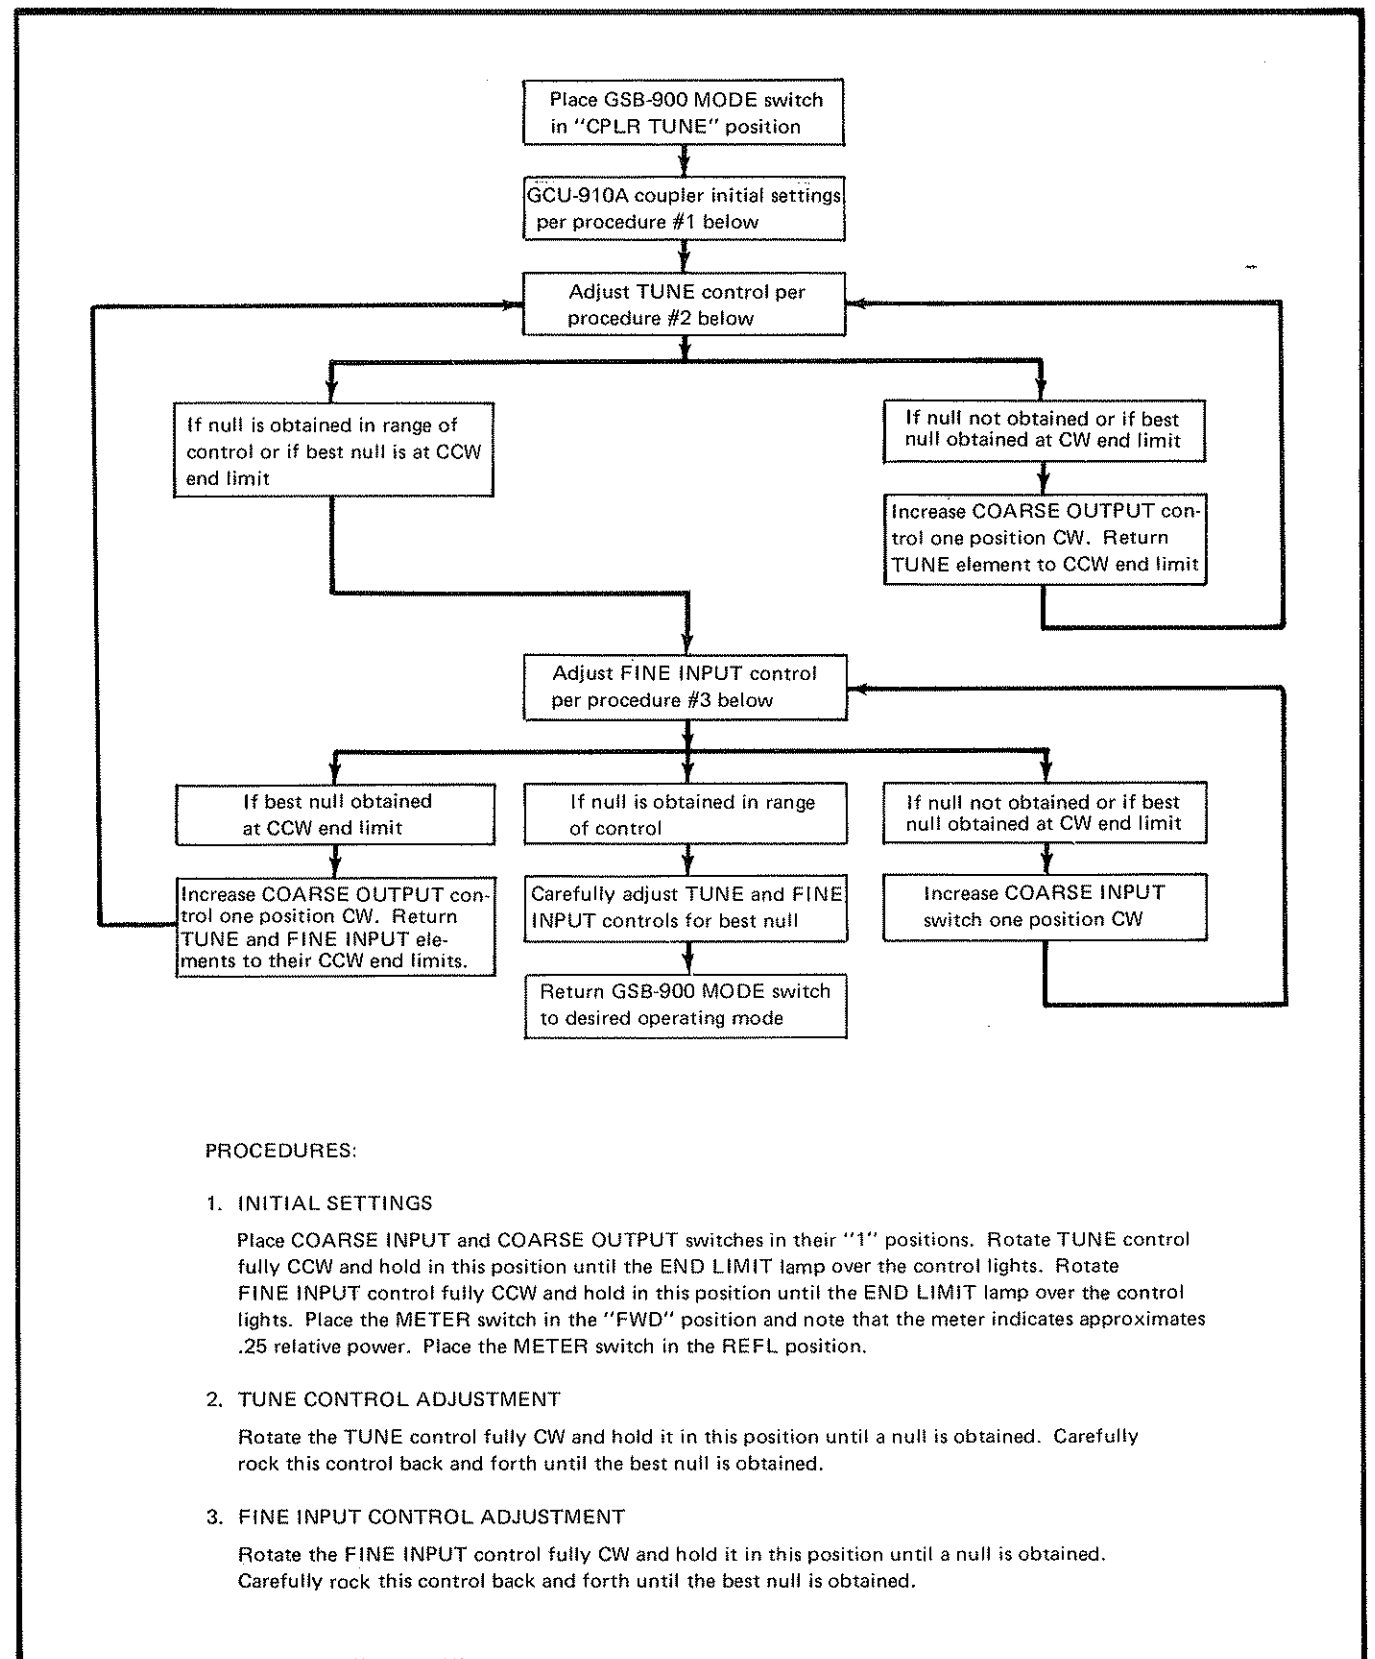 Place GSB-900 MODE switch
in "CPLR TUNE" position
GCU-910A coupler initial settings
per procedure #1 below
Adjust TUNE control per
procedure #2 below
If null is obtained in range of
control or if best null is at CCW
end limit
If null not obtained or if best
null obtained at CW end limit
Increase COARSE OUTPUT con-
trol one position CW. Return
TUNE element to CCW end limit
Adjust FINE INPUT control
per procedure #3 below
If best null obtained
at CCW end limit
If null is obtained in range
of control
If null not obtained or if best
null obtained at CW end limit
Increase COARSE OUTPUT con-
trol one position CW. Return
TUNE and FINE INPUT ele-
ments to their CCW end limits.
Carefully adjust TUNE and FINE
INPUT controls for best null
Increase COARSE INPUT
switch one position CW
Return GSB-900 MODE switch
to desired operating mode
PROCEDURES:
1. INITIAL SETTINGS
Place COARSE INPUT and COARSE OUTPUT switches in their "1" positions. Rotate TUNE control
fully CCW and hold in this position until the END LIMIT lamp over the control lights. Rotate
FINE INPUT control fully CCW and hold in this position until the END LIMIT lamp over the control
lights. Place the METER switch in the "FWD" position and note that the meter indicates approximates
.25 relative power. Place the METER switch in the REFL position.
2. TUNE CONTROL ADJUSTMENT
Rotate the TUNE control fully CW and hold it in this position until a null is obtained. Carefully
rock this control back and forth until the best null is obtained.
3. FINE INPUT CONTROL ADJUSTMENT
Rotate the FINE INPUT control fully CW and hold it in this position until a null is obtained.
Carefully rock this control back and forth until the best null is obtained.